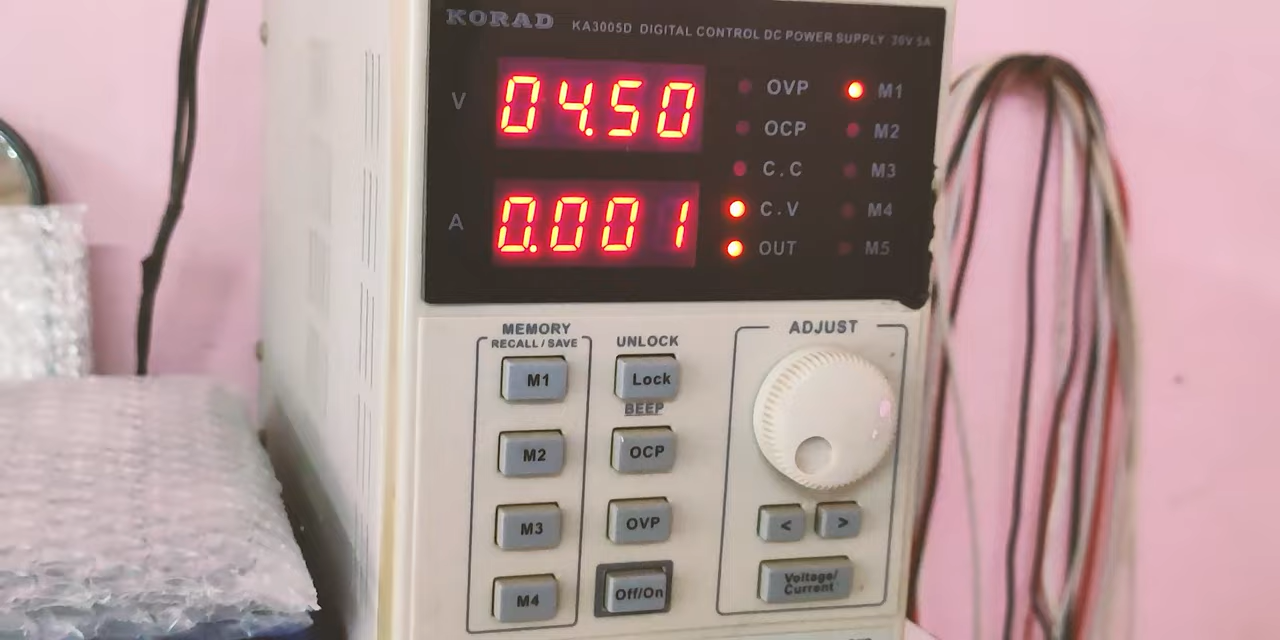 KORAD KA3005D DIGITAL CONTROL DC POWER SUPPLY 30V 5A
V 04.50
OVP M1
OCP M2
C.C M3
A 0.001
C.V M4
OUT M5
MEMORY
RECALL / SAVE
M1
M2
M3
M4
UNLOCK
Lock
BEEP
OCP
OVP
Off/On
ADJUST
< >
Voltage/
Current